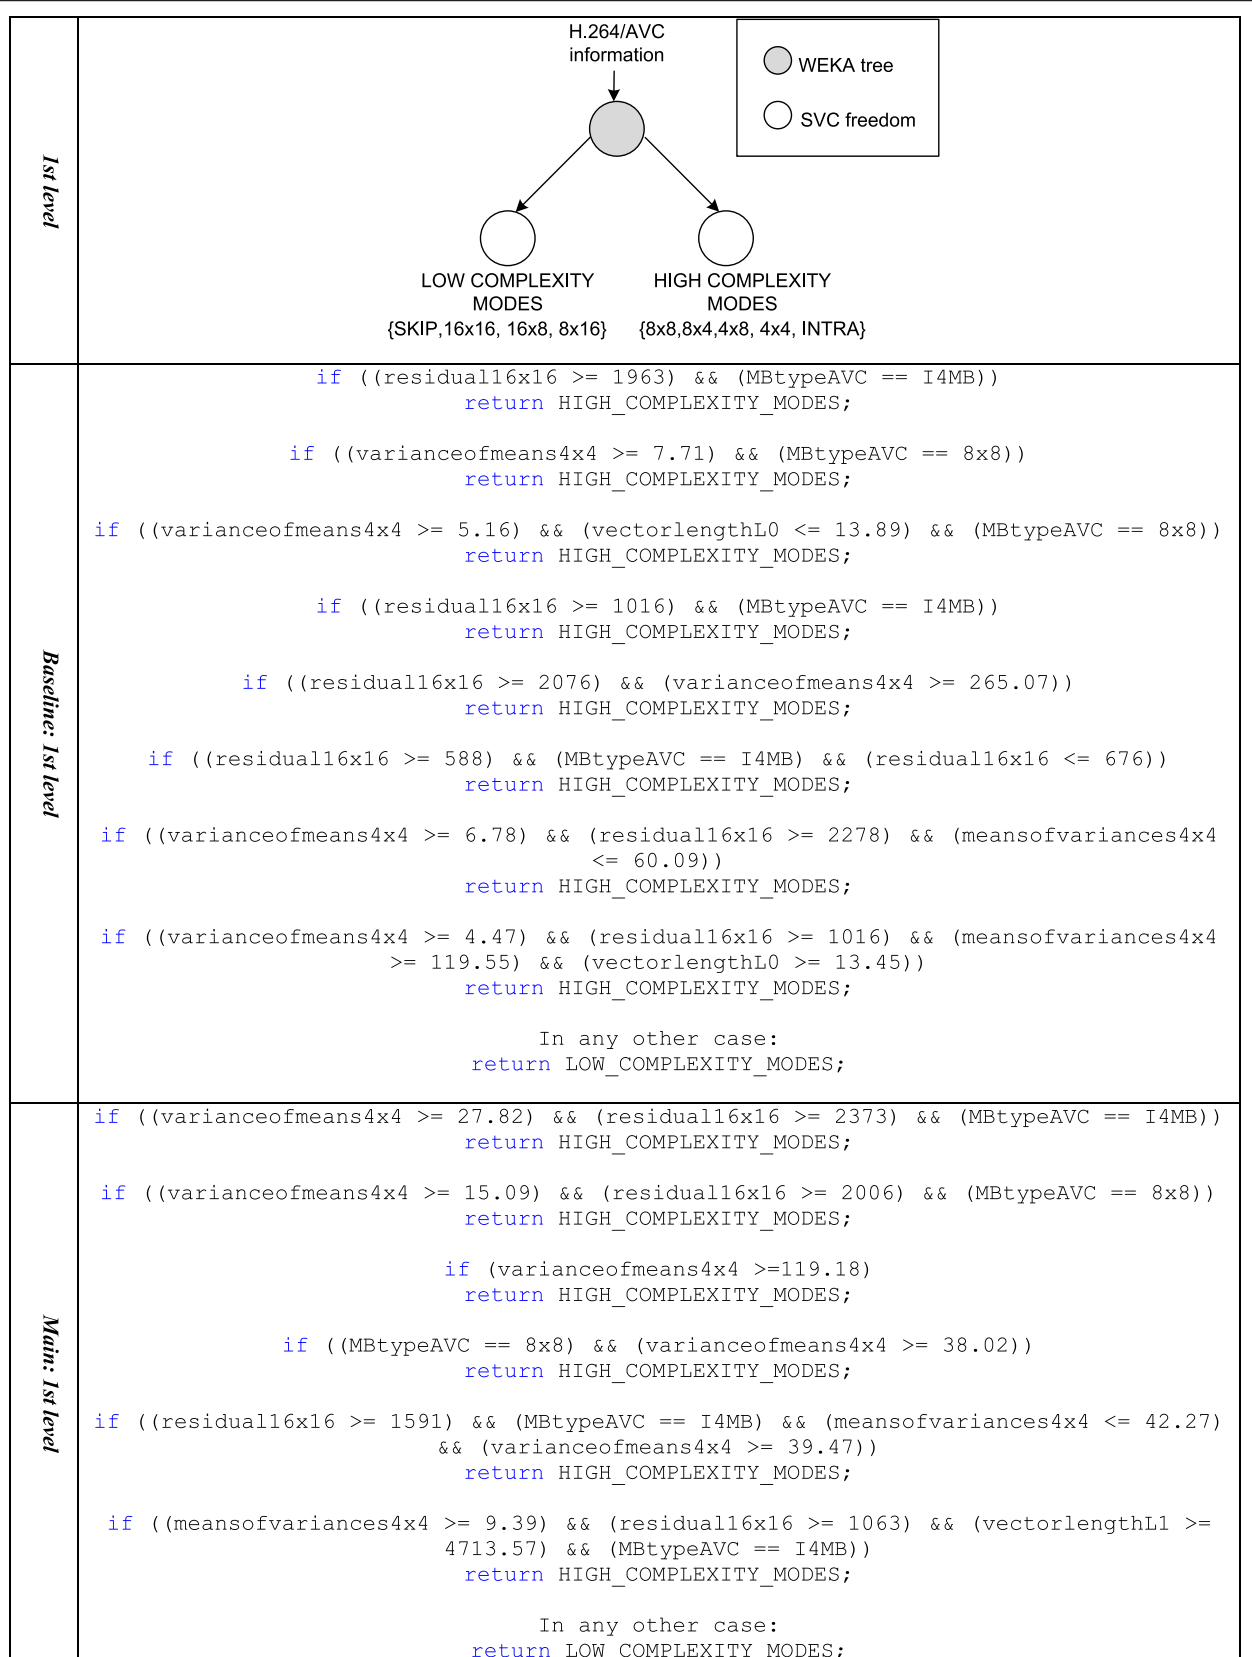 H.264/AVC
information
WEKA tree
SVC freedom
1st level
LOW COMPLEXITY
MODES
{SKIP,16x16, 16x8, 8x16}
HIGH COMPLEXITY
MODES
{8x8,8x4,4x8, 4x4, INTRA}
Baseline: 1st level
if ((residual16x16 >= 1963) && (MBtypeAVC == I4MB))
return HIGH_COMPLEXITY_MODES;
if ((varianceofmeans4x4 >= 7.71) && (MBtypeAVC == 8x8))
return HIGH_COMPLEXITY_MODES;
if ((varianceofmeans4x4 >= 5.16) && (vectorlengthL0 <= 13.89) && (MBtypeAVC == 8x8))
return HIGH_COMPLEXITY_MODES;
if ((residual16x16 >= 1016) && (MBtypeAVC == I4MB))
return HIGH_COMPLEXITY_MODES;
if ((residual16x16 >= 2076) && (varianceofmeans4x4 >= 265.07))
return HIGH_COMPLEXITY_MODES;
if ((residual16x16 >= 588) && (MBtypeAVC == I4MB) && (residual16x16 <= 676))
return HIGH_COMPLEXITY_MODES;
if ((varianceofmeans4x4 >= 6.78) && (residual16x16 >= 2278) && (meansofvariances4x4
<= 60.09))
return HIGH_COMPLEXITY_MODES;
if ((varianceofmeans4x4 >= 4.47) && (residual16x16 >= 1016) && (meansofvariances4x4
>= 119.55) && (vectorlengthL0 >= 13.45))
return HIGH_COMPLEXITY_MODES;
In any other case:
return LOW_COMPLEXITY_MODES;
Main: 1st level
if ((varianceofmeans4x4 >= 27.82) && (residual16x16 >= 2373) && (MBtypeAVC == I4MB))
return HIGH_COMPLEXITY_MODES;
if ((varianceofmeans4x4 >= 15.09) && (residual16x16 >= 2006) && (MBtypeAVC == 8x8))
return HIGH_COMPLEXITY_MODES;
if (varianceofmeans4x4 >=119.18)
return HIGH_COMPLEXITY_MODES;
if ((MBtypeAVC == 8x8) && (varianceofmeans4x4 >= 38.02))
return HIGH_COMPLEXITY_MODES;
if ((residual16x16 >= 1591) && (MBtypeAVC == I4MB) && (meansofvariances4x4 <= 42.27)
&& (varianceofmeans4x4 >= 39.47))
return HIGH_COMPLEXITY_MODES;
if ((meansofvariances4x4 >= 9.39) && (residual16x16 >= 1063) && (vectorlengthL1 >=
4713.57) && (MBtypeAVC == I4MB))
return HIGH_COMPLEXITY_MODES;
In any other case:
return LOW_COMPLEXITY_MODES;